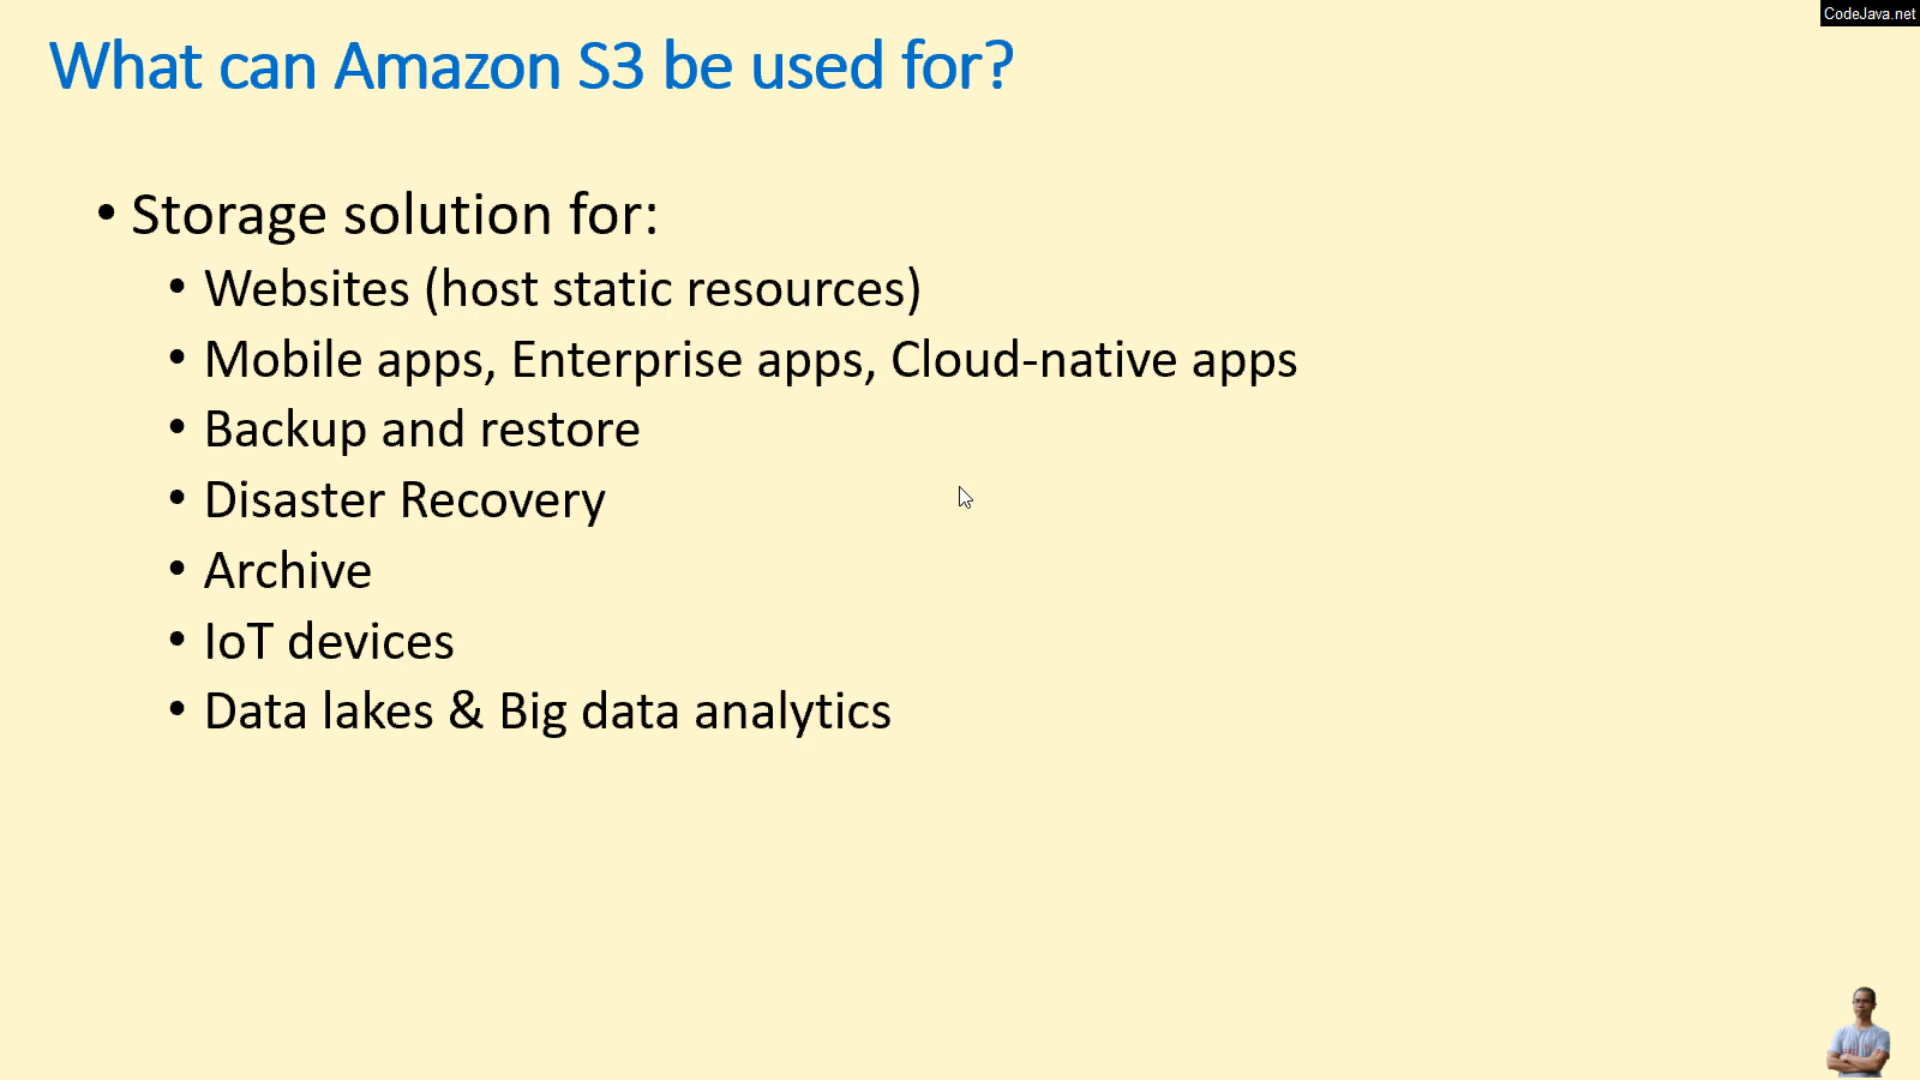 CodeJava.net
What can Amazon S3 be used for?
• Storage solution for:
• Websites (host static resources)
• Mobile apps, Enterprise apps, Cloud-native apps
• Backup and restore
• Disaster Recovery
• Archive
• IoT devices
• Data lakes & Big data analytics